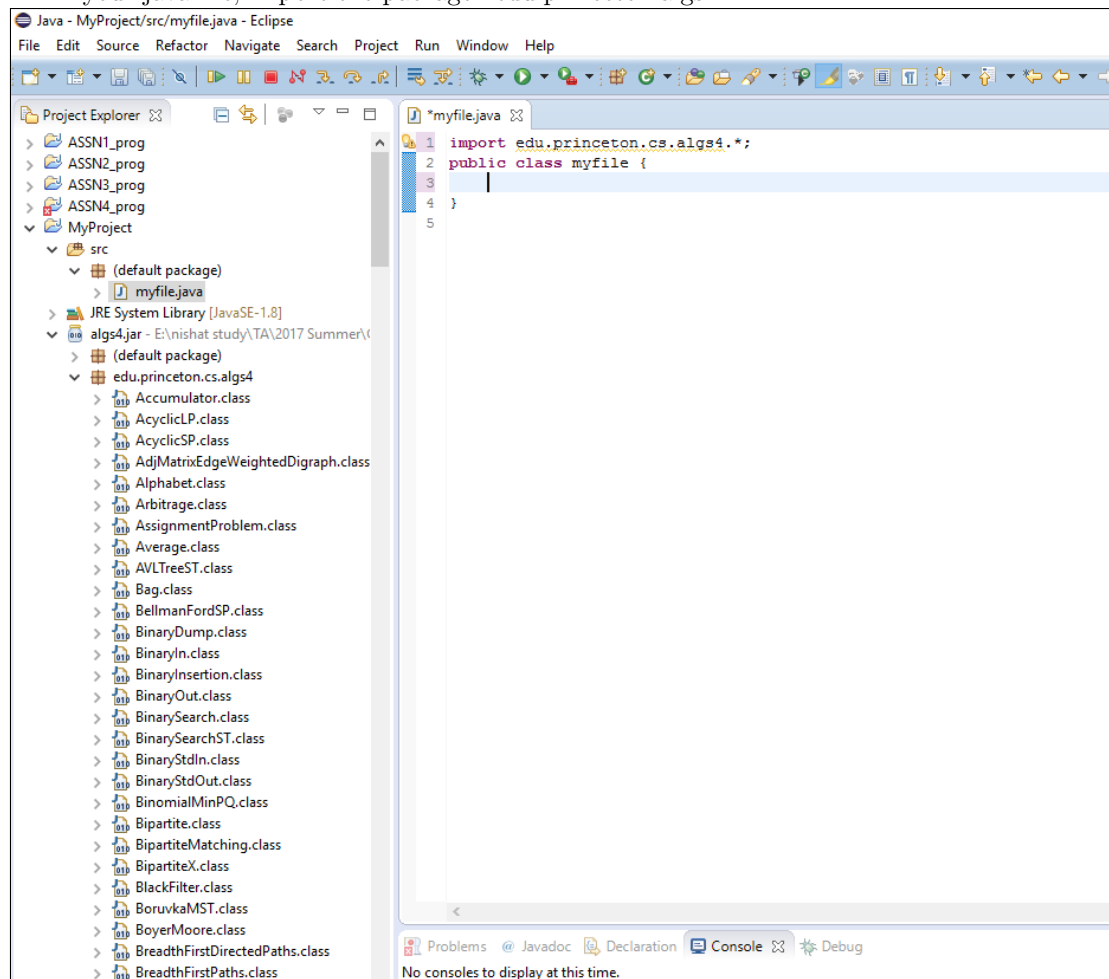 Java - MyProject/src/myfile.java - Eclipse
File Edit Source Refactor Navigate Search Project Run Window Help
Project Explorer
ASSN1_prog
ASSN2_prog
ASSN3_prog
ASSN4_prog
MyProject
src
(default package)
myfile.java
JRE System Library [JavaSE-1.8]
algs4.jar - E:\nishat study\TA\2017 Summer\
(default package)
edu.princeton.cs.algs4
Accumulator.class
AcyclicLP.class
AcyclicSP.class
AdjMatrixEdgeWeightedDigraph.class
Alphabet.class
Arbitrage.class
AssignmentProblem.class
Average.class
AVLTreeST.class
Bag.class
BellmanFordSP.class
BinaryDump.class
BinaryIn.class
BinaryInsertion.class
BinaryOut.class
BinarySearch.class
BinarySearchST.class
BinaryStdIn.class
BinaryStdOut.class
BinomialMinPQ.class
Bipartite.class
BipartiteMatching.class
BipartiteX.class
BlackFilter.class
BoruvkaMST.class
BoyerMoore.class
BreadthFirstDirectedPaths.class
BreadthFirstPaths.class
*myfile.java
1 import edu.princeton.cs.algs4.*;
2 public class myfile {
3
4 }
5
Problems @ Javadoc Declaration Console Debug
No consoles to display at this time.